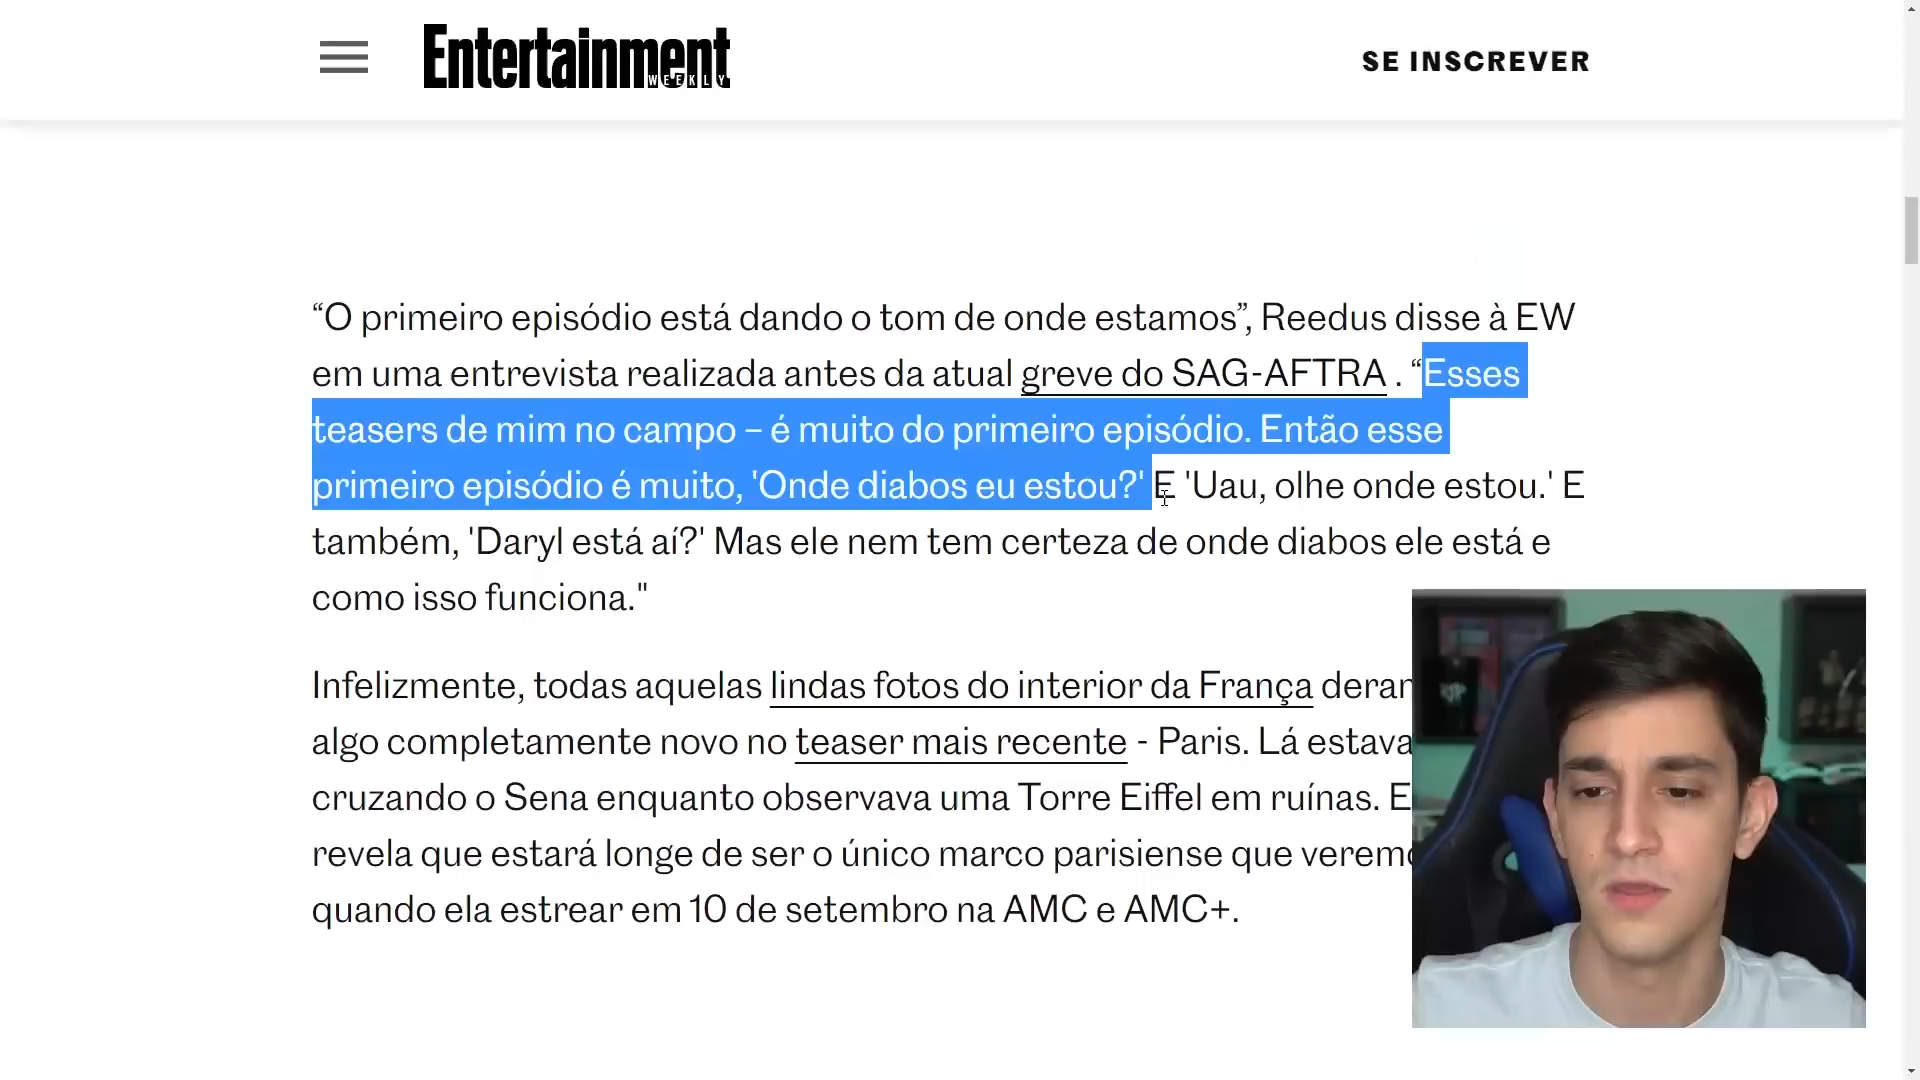 Entertainment
WEEKLY
SE INSCREVER
“O primeiro episódio está dando o tom de onde estamos”, Reedus disse à EW
em uma entrevista realizada antes da atual greve do SAG-AFTRA . “Esses
teasers de mim no campo – é muito do primeiro episódio. Então esse
primeiro episódio é muito, 'Onde diabos eu estou?' E 'Uau, olhe onde estou.' E
também, 'Daryl está aí?' Mas ele nem tem certeza de onde diabos ele está e
como isso funciona."
Infelizmente, todas aquelas lindas fotos do interior da França
algo completamente novo no teaser mais recente - Paris. Lá estava
cruzando o Sena enquanto observava uma Torre Eiffel em ruínas. E
revela que estará longe de ser o único marco parisiense que
quando ela estrear em 10 de setembro na AMC e AMC+.